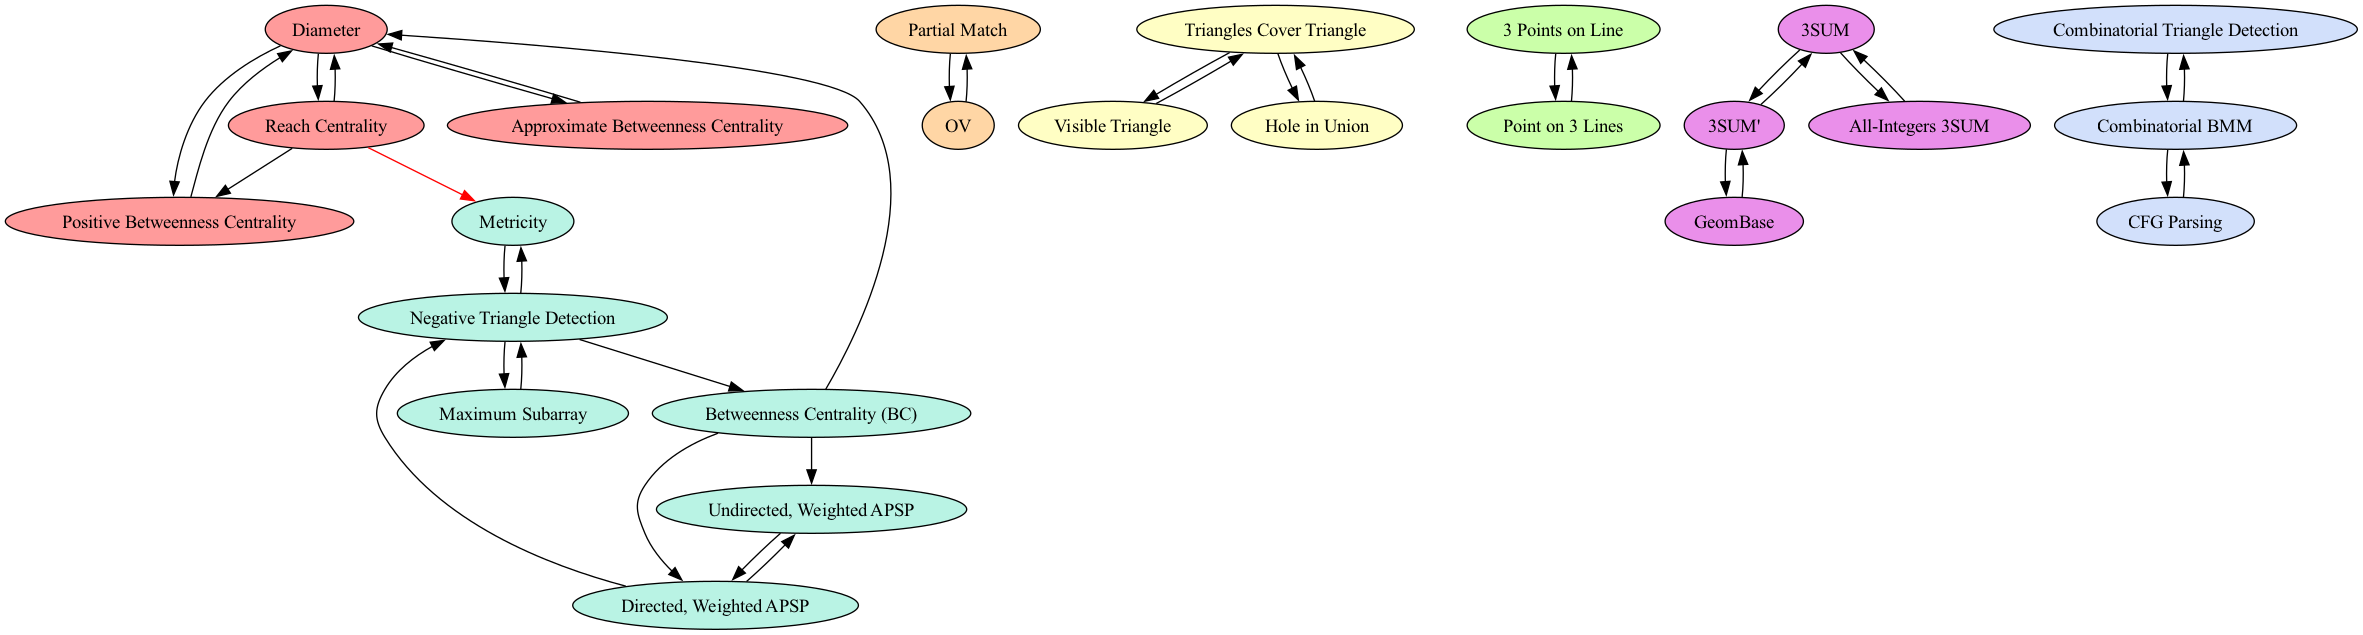 Diameter
Partial Match
Triangles Cover Triangle
3 Points on Line
3SUM
Combinatorial Triangle Detection
Reach Centrality
Approximate Betweenness Centrality
OV
Visible Triangle
Hole in Union
Point on 3 Lines
3SUM'
All-Integers 3SUM
Combinatorial BMM
Positive Betweenness Centrality
Metricity
GeomBase
CFG Parsing
Negative Triangle Detection
Maximum Subarray
Betweenness Centrality (BC)
Undirected, Weighted APSP
Directed, Weighted APSP